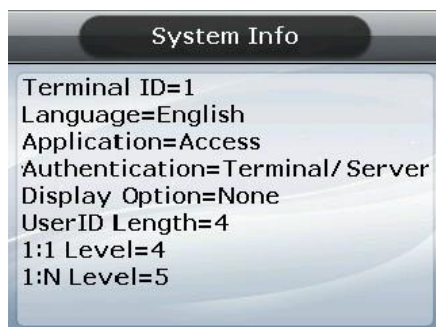 System Info
Terminal ID=1
Language=English
Application=Access
Authentication=Terminal/Server
Display Option=None
UserID Length=4
1:1 Level=4
1:N Level=5